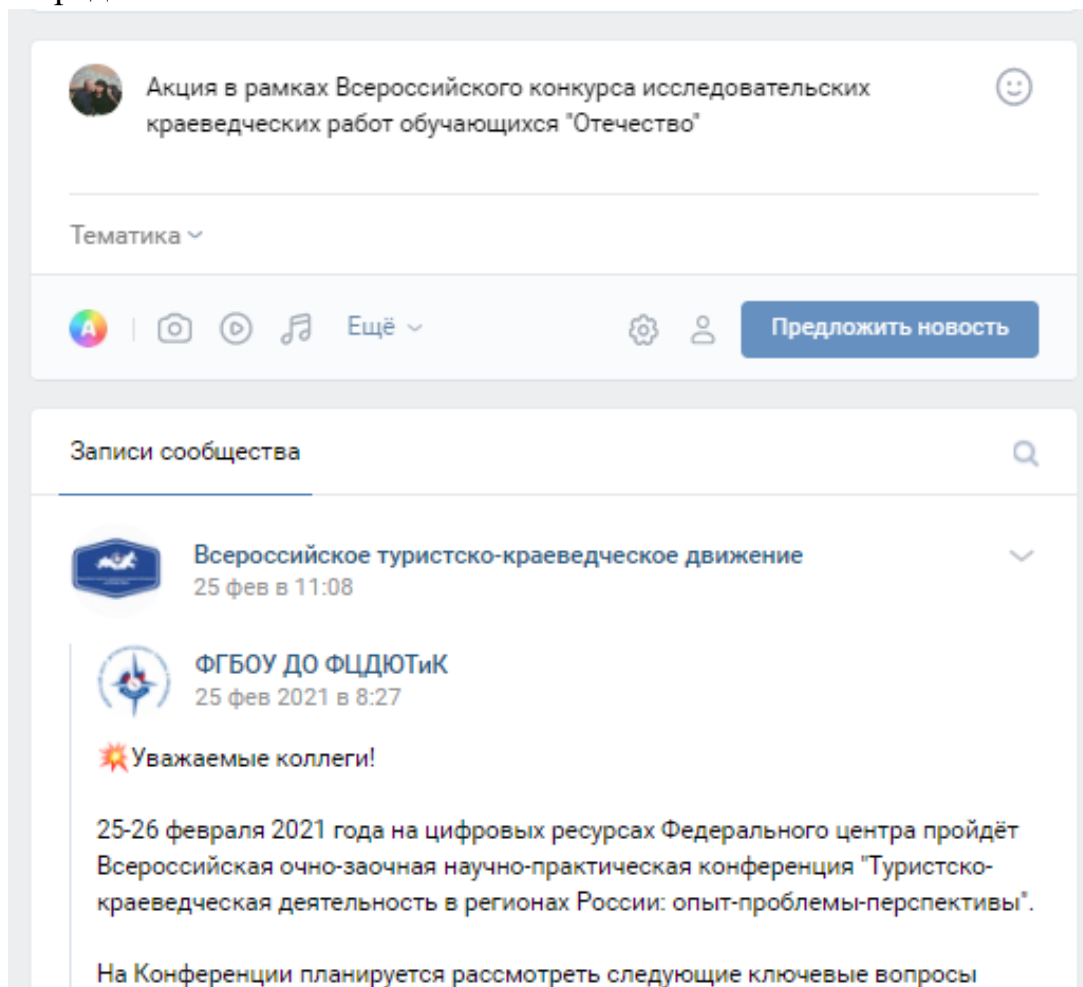 Акция в рамках Всероссийского конкурса исследовательских
краеведческих работ обучающихся "Отечество"
Тематика
А
Ещё
Предложить новость
Записи сообщества
Всероссийское туристско-краеведческое движение
25 фев в 11:08
ФГБОУ ДО ФЦДЮТиК
25 фев 2021 в 8:27
Уважаемые коллеги!
25-26 февраля 2021 года на цифровых ресурсах Федерального центра пройдёт
Всероссийская очно-заочная научно-практическая конференция "Туристско-
краеведческая деятельность в регионах России: опыт-проблемы-перспективы".
На Конференции планируется рассмотреть следующие ключевые вопросы